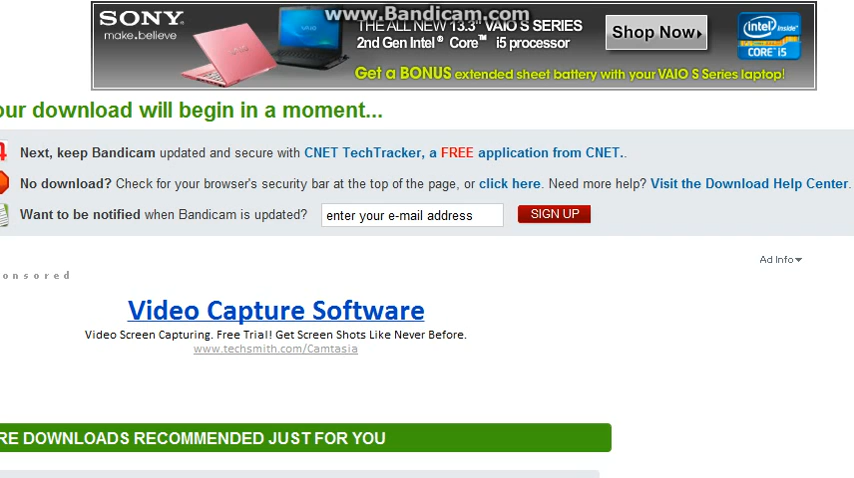 www.Bandicam.com
SONY
make.believe
THE ALL NEW 13.3" VAIO S SERIES
2nd Gen Intel® Core™ i5 processor
Shop Now
intel inside™
CORE™ i5
Get a BONUS extended sheet battery with your VAIO S Series laptop!
our download will begin in a moment...
Next, keep Bandicam updated and secure with CNET TechTracker, a FREE application from CNET..
No download? Check for your browser's security bar at the top of the page, or click here. Need more help? Visit the Download Help Center.
Want to be notified when Bandicam is updated? enter your e-mail address SIGN UP
Ad Info
onsored
Video Capture Software
Video Screen Capturing. Free Trial! Get Screen Shots Like Never Before.
www.techsmith.com/Camtasia
RE DOWNLOADS RECOMMENDED JUST FOR YOU